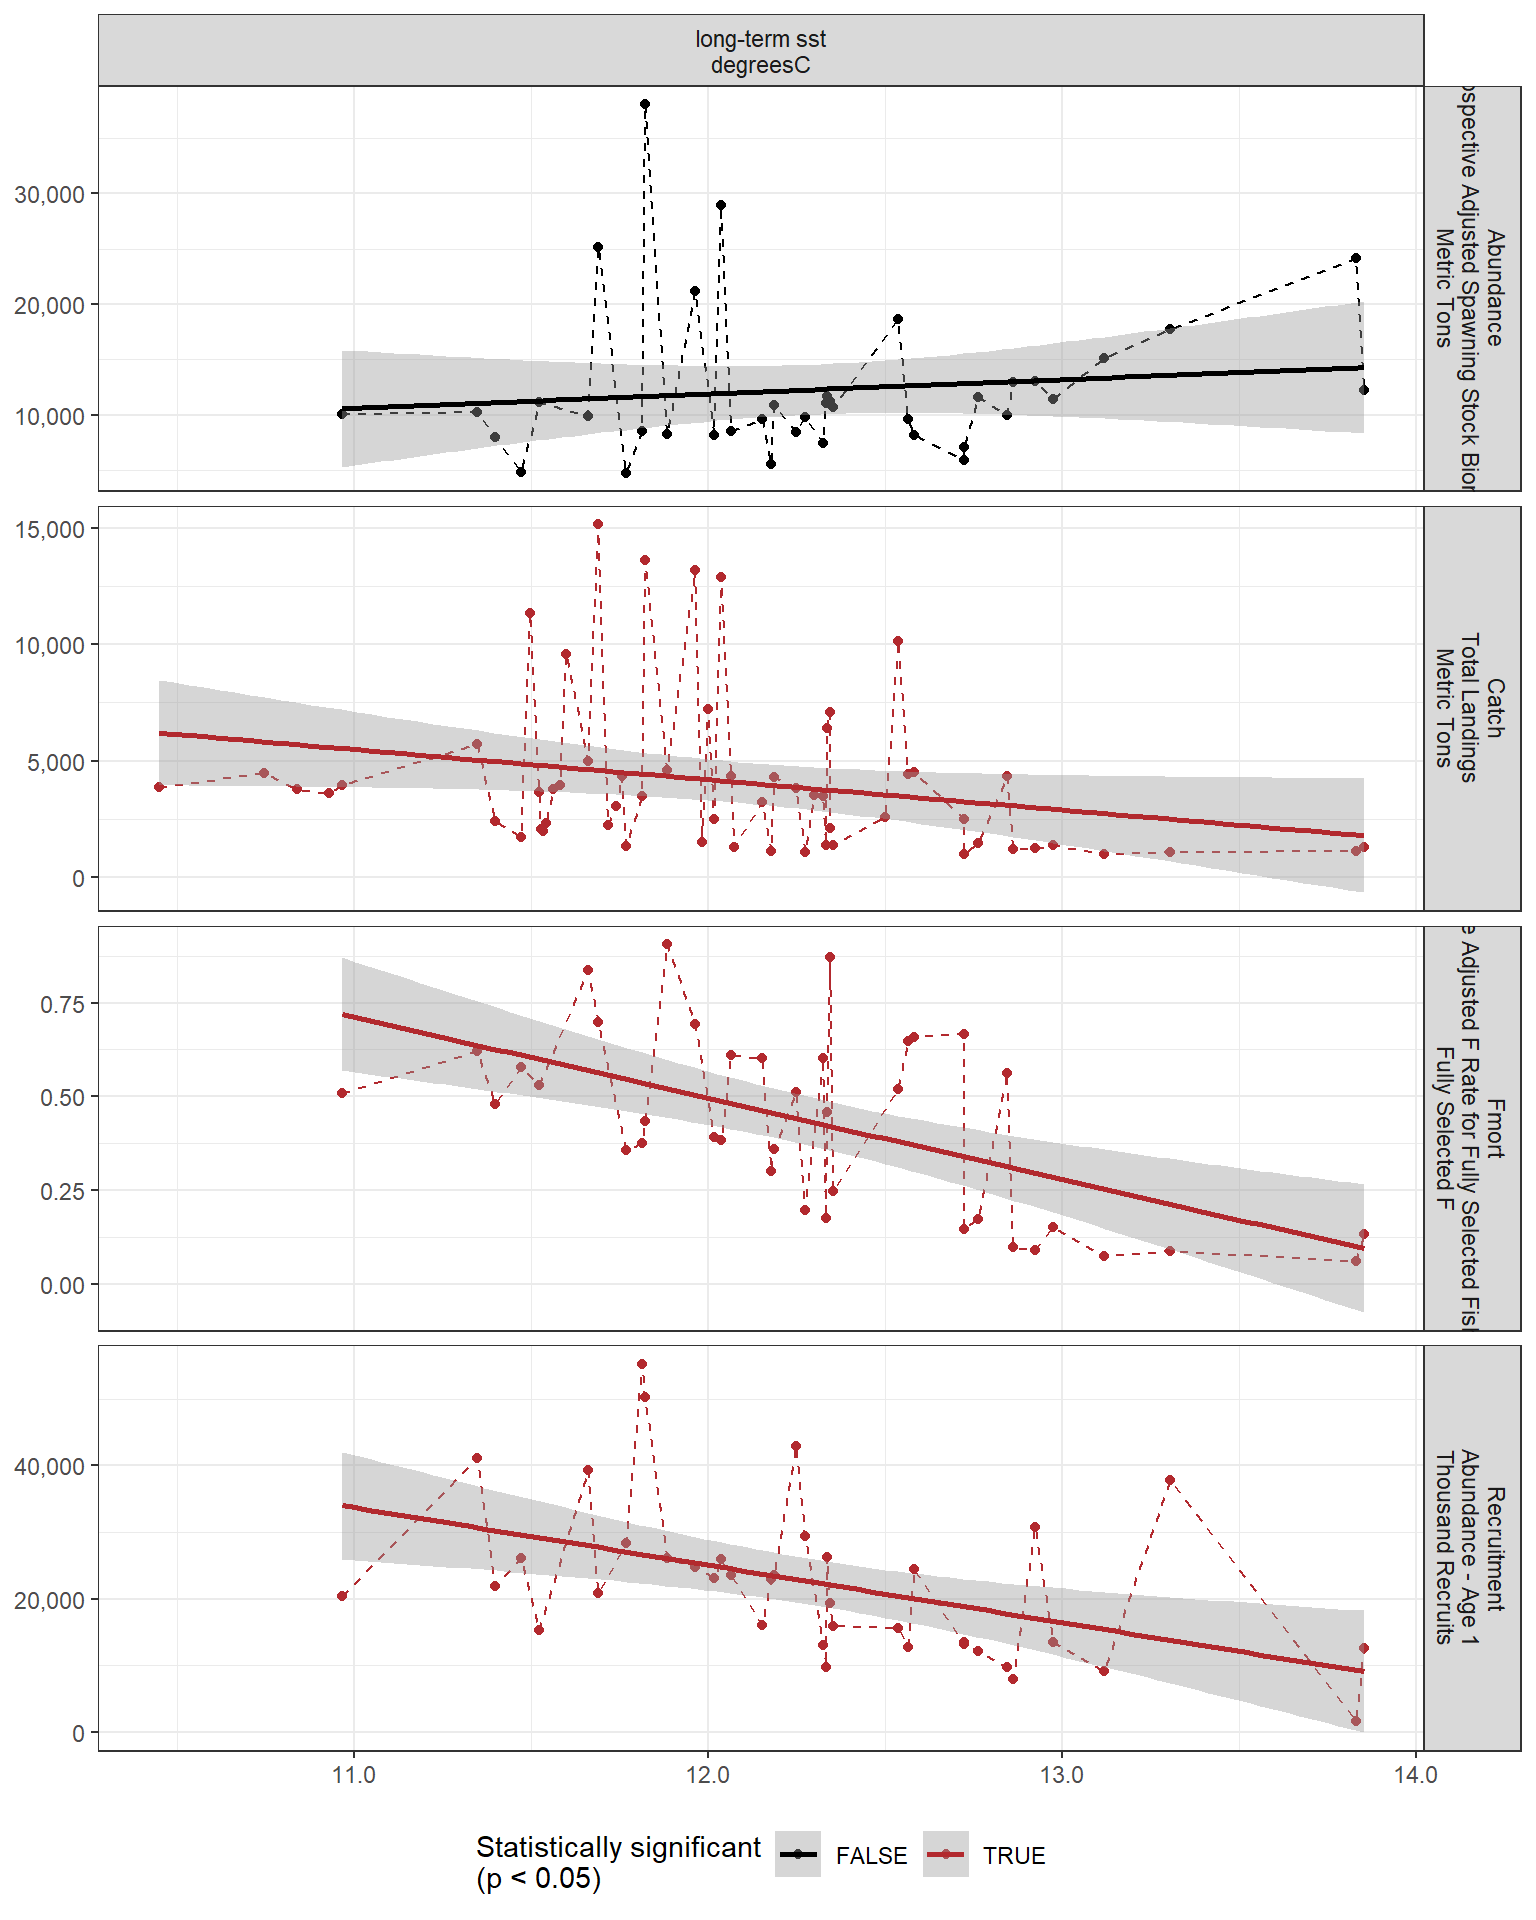 long-term sst
degreesC
30,000
20,000
10,000
Abundance
Adjusted Spawning Stock
Metric Tons
15,000
10,000
5,000
0
Catch
Total Landings
Metric Tons
0.75
0.50
0.25
0.00
Fmort
Adjusted F Rate for Fully Selected
Fully Selected F
40,000
20,000
0
Recruitment
Abundance - Age 1
Thousand Recruits
11.0
12.0
13.0
14.0
Statistically significant
(p < 0.05)
FALSE
TRUE